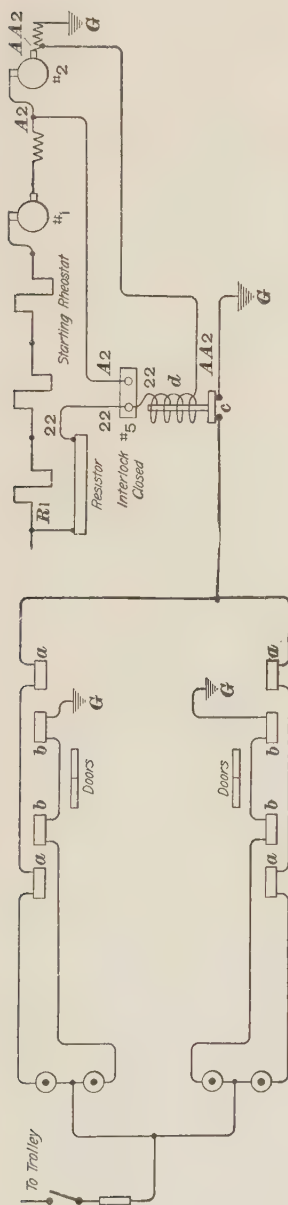 To Trolley
a
b
Doors
b
a
G
a
b
Doors
b
a
G
R1
22
Starting Rheostat
#1
A2
#2
AA2
G
Resistor
22
22
A2
#5
Interlock
Closed
d
AA2
c
G